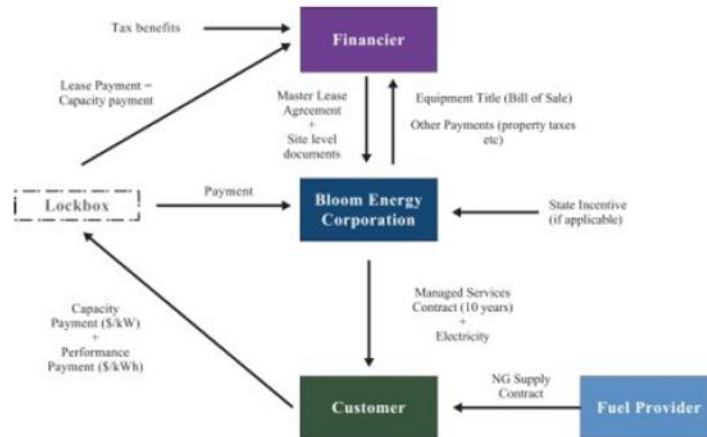 Tax benefits
Financier
Lease Payment –
Capacity payment
Master Lease
Agreement
+
Site level
documents
Equipment Title (Bill of Sale)
Other Payments (property taxes
etc)
Lockbox
Payment
Bloom Energy
Corporation
State Incentive
(if applicable)
Capacity
Payment ($/kW)
+
Performance
Payment ($/kWh)
Managed Services
Contract (10 years)
+
Electricity
Customer
NG Supply
Contract
Fuel Provider